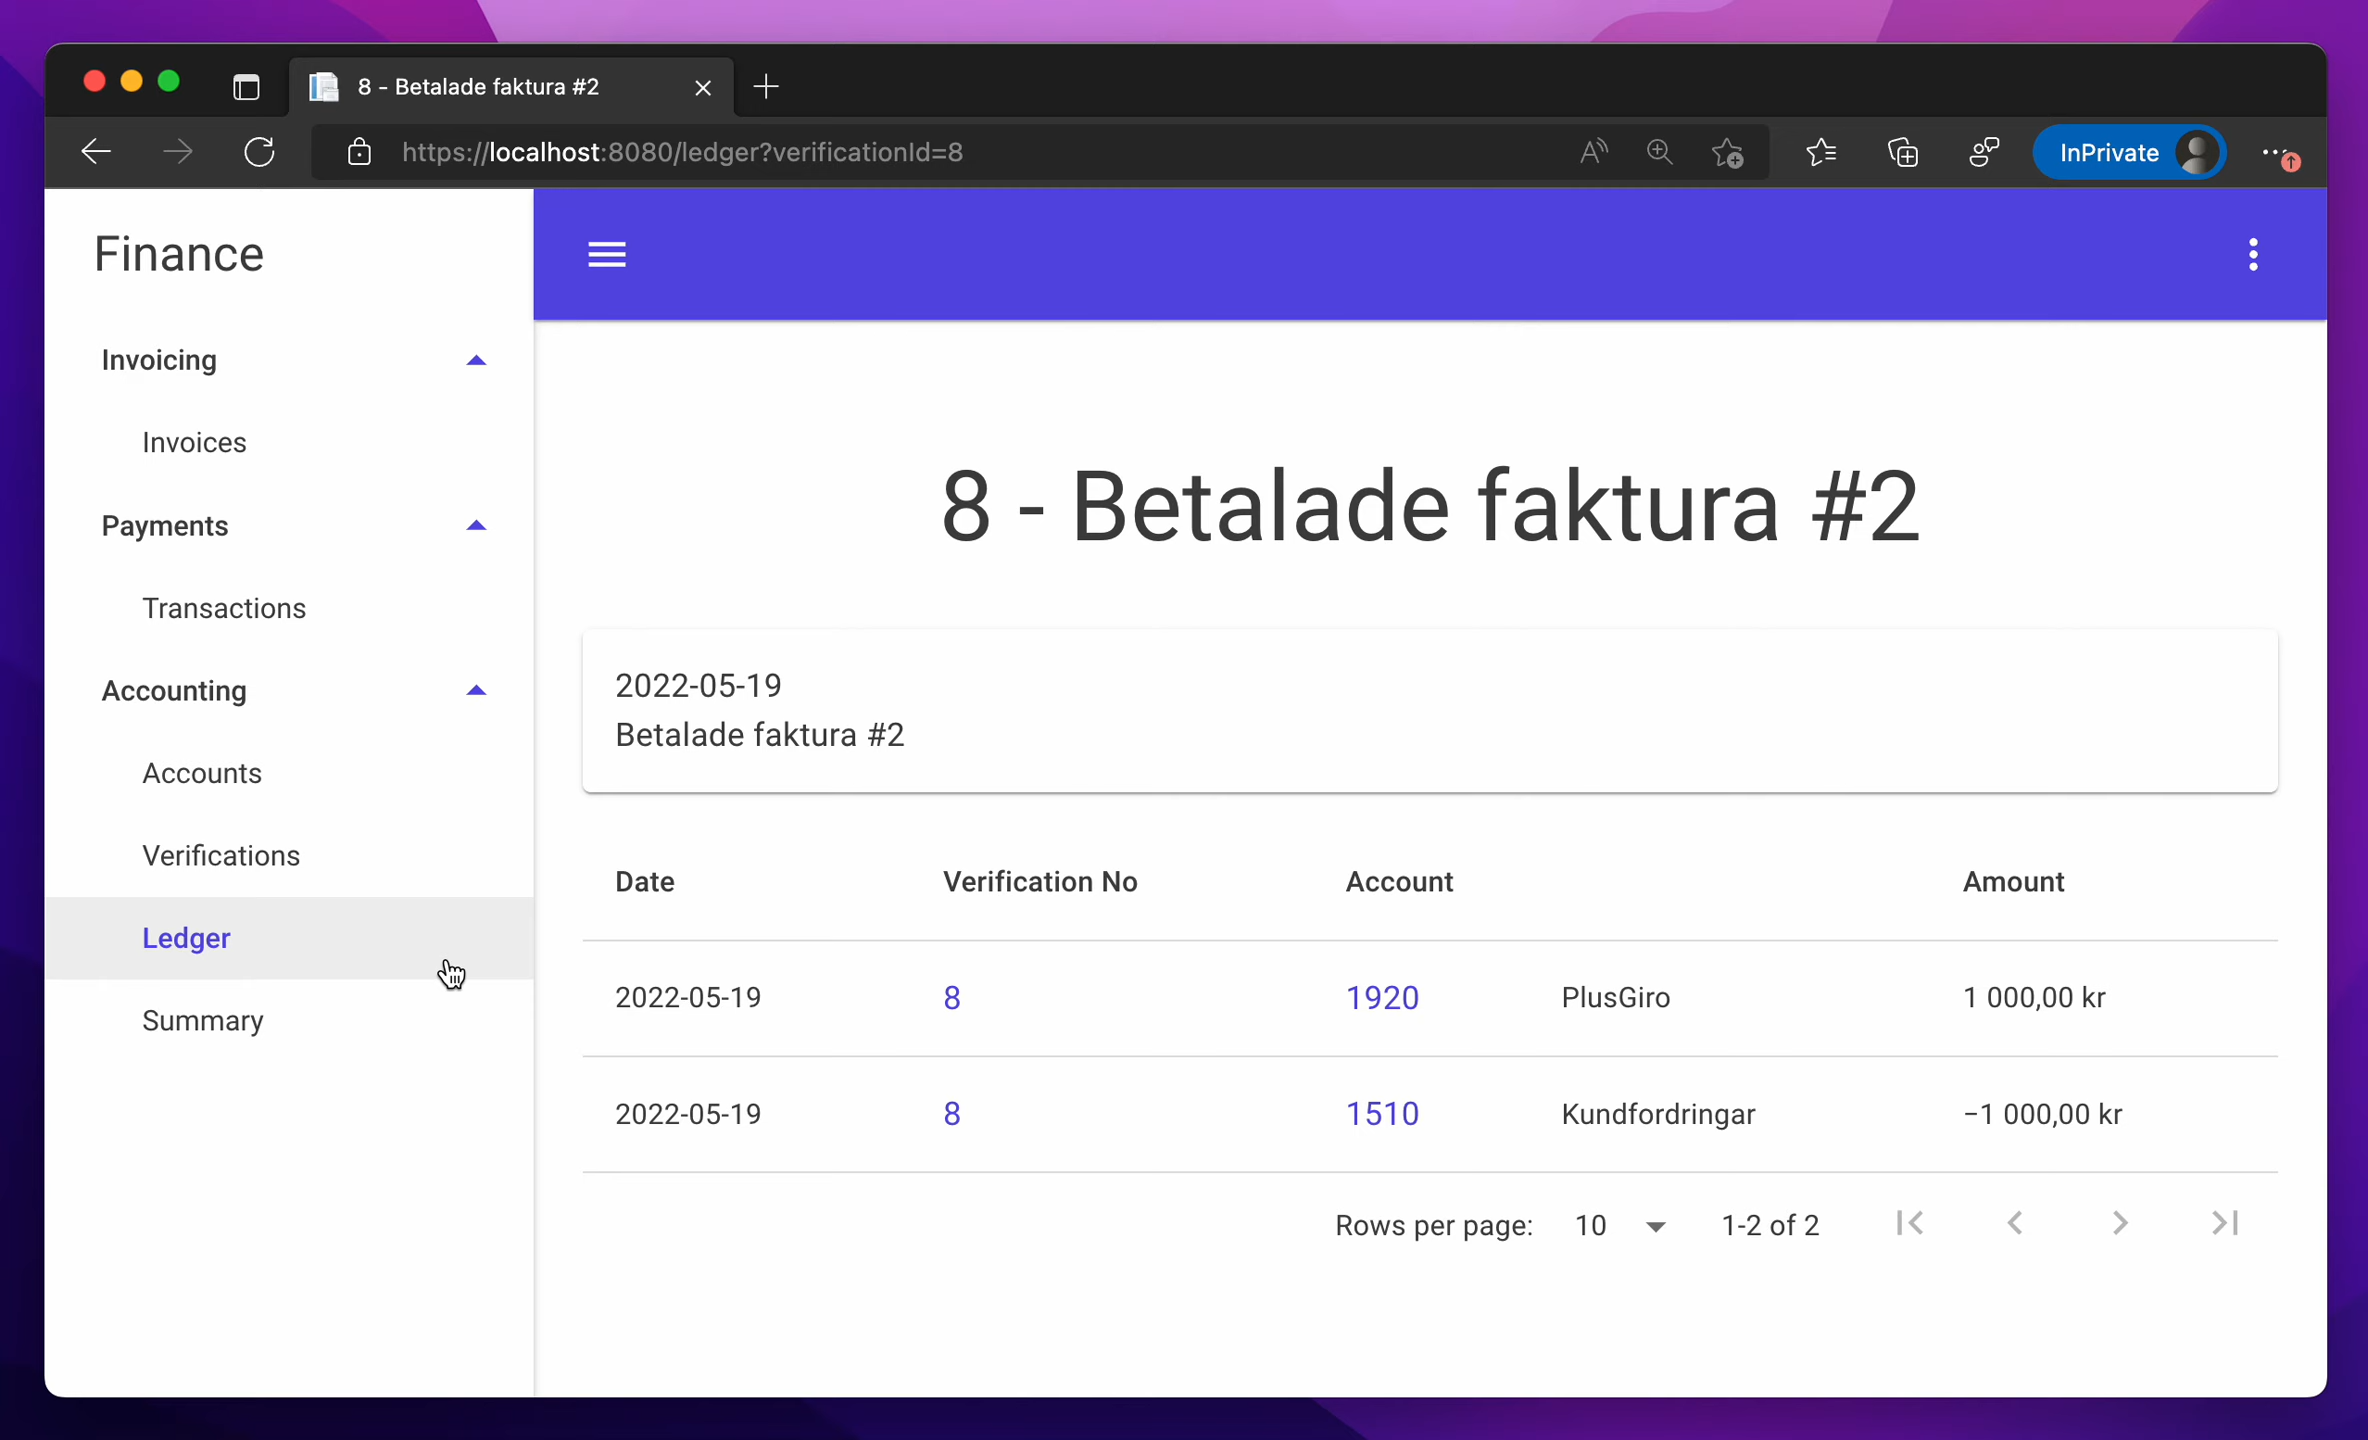 8 - Betalade faktura #2
https://localhost:8080/ledger?verificationId=8
InPrivate
Finance
Invoicing
Invoices
Payments
Transactions
Accounting
Accounts
Verifications
Ledger
Summary
8 - Betalade faktura #2
2022-05-19
Betalade faktura #2
Date Verification No Account Amount
2022-05-19 8 1920 PlusGiro 1 000,00 kr
2022-05-19 8 1510 Kundfordringar −1 000,00 kr
Rows per page: 10 1-2 of 2